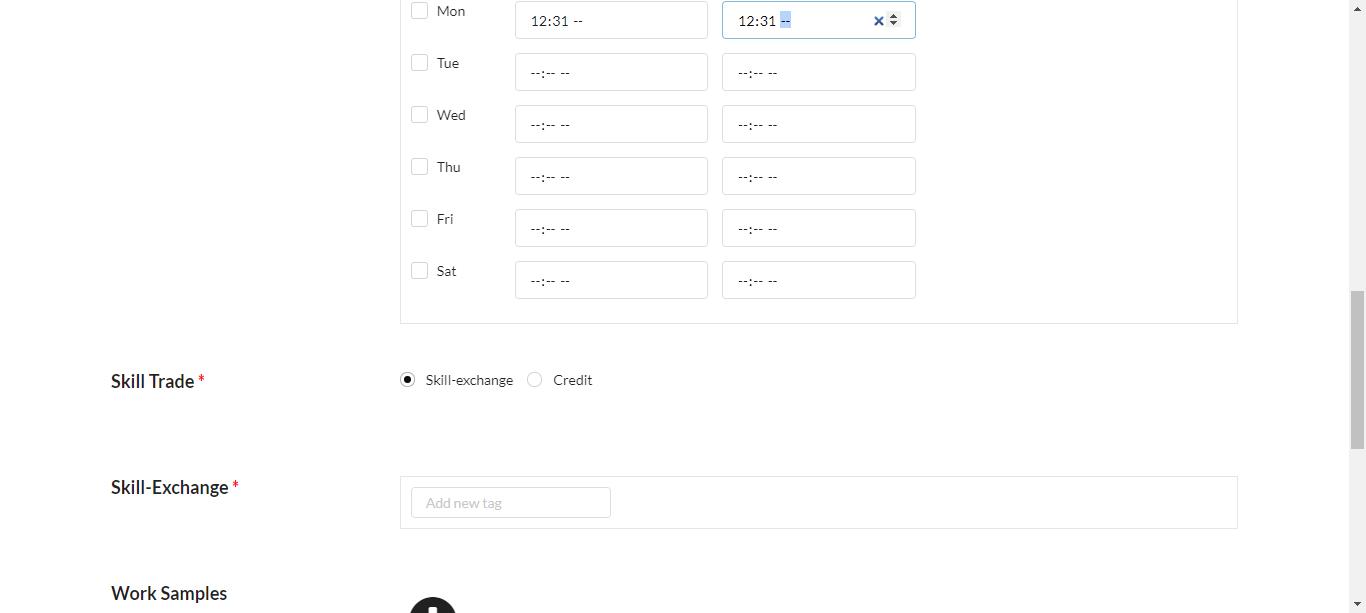 Mon 12:31 -- 12:31 --
Tue --:-- -- --:-- --
Wed --:-- -- --:-- --
Thu --:-- -- --:-- --
Fri --:-- -- --:-- --
Sat --:-- -- --:-- --
Skill Trade * Skill-exchange Credit
Skill-Exchange * Add new tag
Work Samples